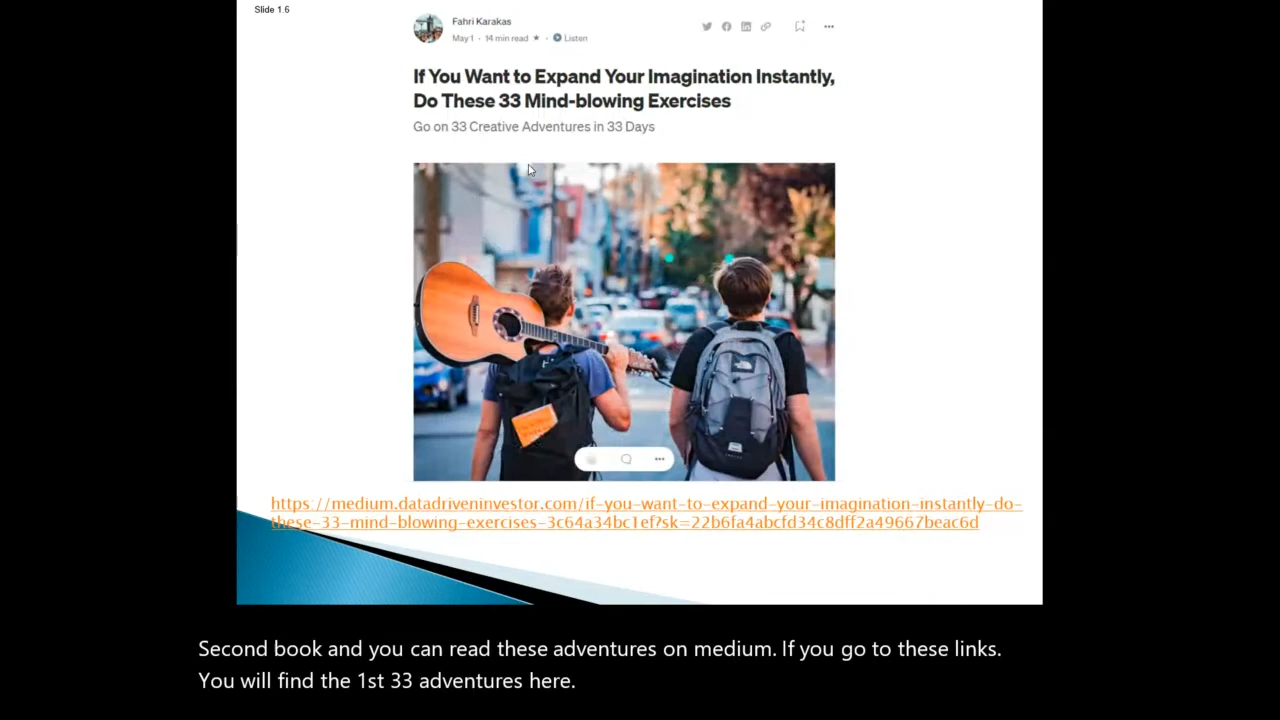 Slide 1.6
Fahri Karakas
May 1 · 14 min read ★ · Listen
If You Want to Expand Your Imagination Instantly,
Do These 33 Mind-blowing Exercises
Go on 33 Creative Adventures in 33 Days
https://medium.datadriveninvestor.com/if-you-want-to-expand-your-imagination-instantly-do-
these-33-mind-blowing-exercises-3c64a34bc1ef?sk=22b6fa4abcfd34c8dff2a49667beac6d
Second book and you can read these adventures on medium. If you go to these links.
You will find the 1st 33 adventures here.